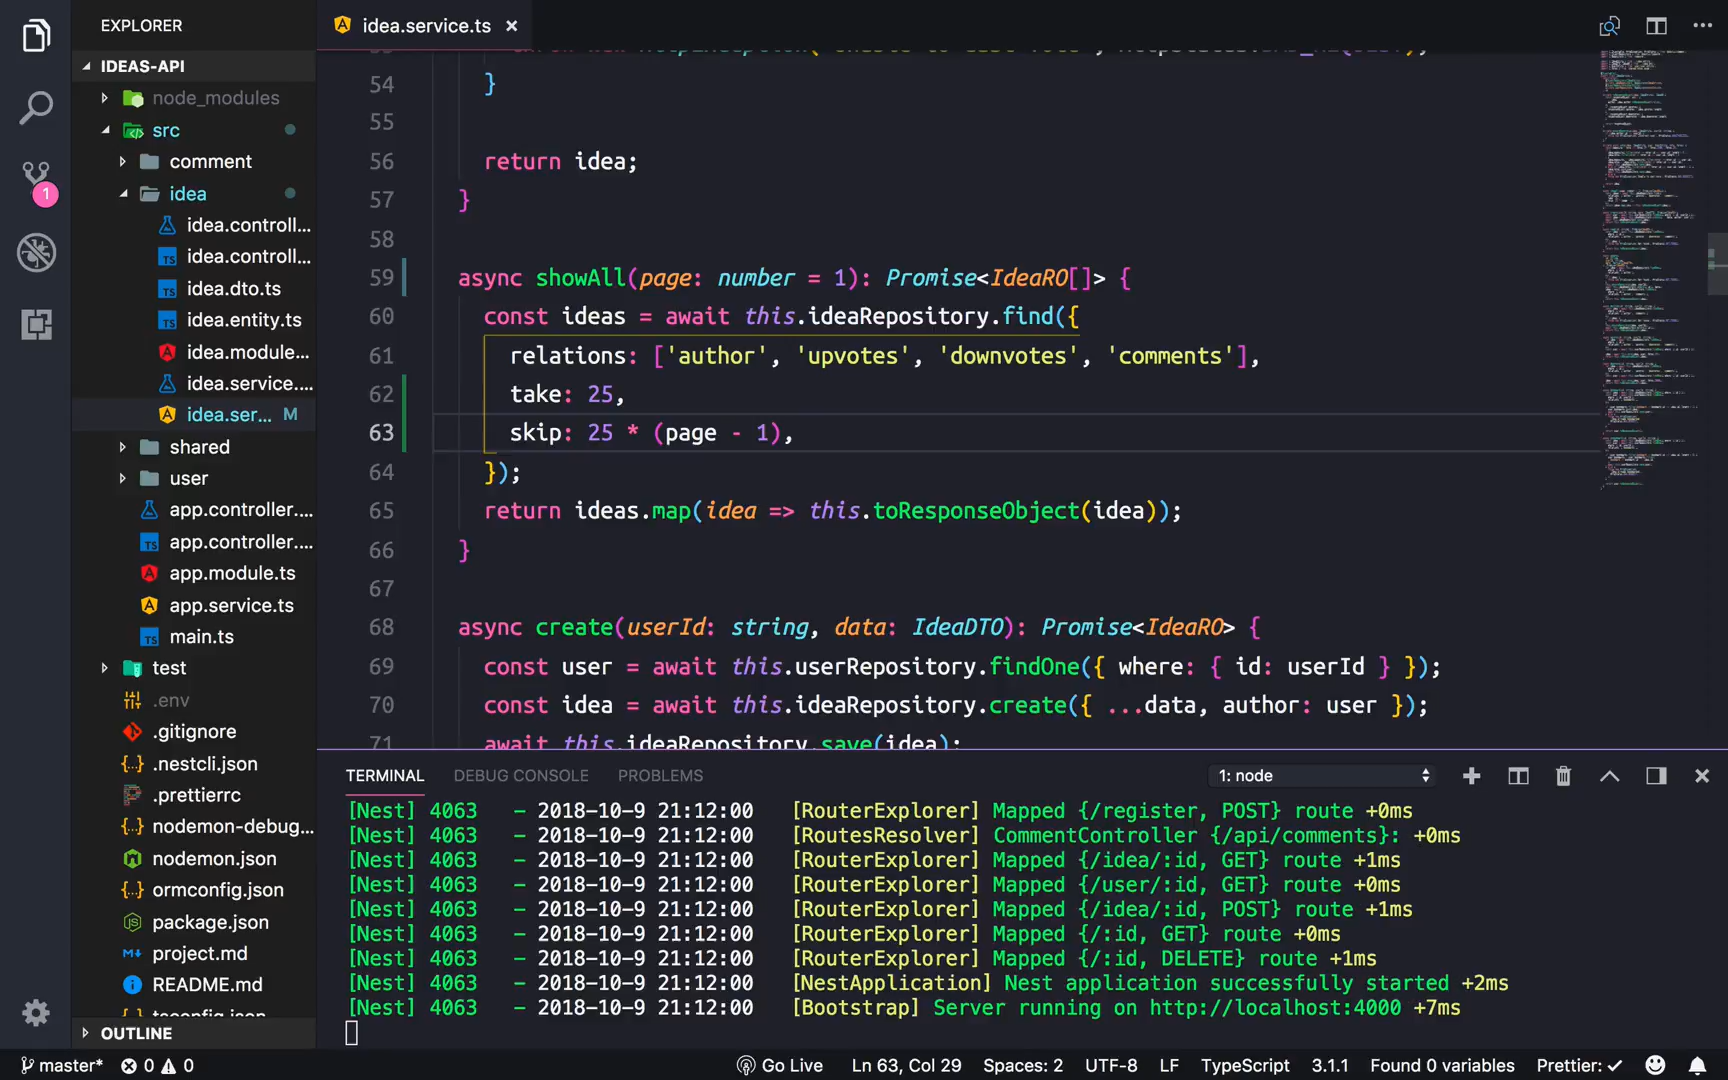 EXPLORER
idea.service.ts ×
IDEAS-API
node_modules
src
comment
idea
idea.controll...
idea.controll...
idea.dto.ts
idea.entity.ts
idea.module...
idea.service....
idea.ser... M
shared
user
app.controller....
app.controller....
app.module.ts
app.service.ts
main.ts
test
.env
.gitignore
.nestcli.json
.prettierrc
nodemon-debug...
nodemon.json
ormconfig.json
package.json
project.md
README.md
tsconfig.json
OUTLINE
1
54 }
55
56 return idea;
57 }
58
59 async showAll(page: number = 1): Promise<IdeaRO[]> {
60 const ideas = await this.ideaRepository.find({
61 relations: ['author', 'upvotes', 'downvotes', 'comments'],
62 take: 25,
63 skip: 25 * (page - 1),
64 });
65 return ideas.map(idea => this.toResponseObject(idea));
66 }
67
68 async create(userId: string, data: IdeaDTO): Promise<IdeaRO> {
69 const user = await this.userRepository.findOne({ where: { id: userId } });
70 const idea = await this.ideaRepository.create({ ...data, author: user });
71 await this.ideaRepository.save(idea);
TERMINAL DEBUG CONSOLE PROBLEMS 1: node
[Nest] 4063 - 2018-10-9 21:12:00 [RouterExplorer] Mapped {/register, POST} route +0ms
[Nest] 4063 - 2018-10-9 21:12:00 [RoutesResolver] CommentController {/api/comments}: +0ms
[Nest] 4063 - 2018-10-9 21:12:00 [RouterExplorer] Mapped {/idea/:id, GET} route +1ms
[Nest] 4063 - 2018-10-9 21:12:00 [RouterExplorer] Mapped {/user/:id, GET} route +0ms
[Nest] 4063 - 2018-10-9 21:12:00 [RouterExplorer] Mapped {/idea/:id, POST} route +1ms
[Nest] 4063 - 2018-10-9 21:12:00 [RouterExplorer] Mapped {/:id, GET} route +0ms
[Nest] 4063 - 2018-10-9 21:12:00 [RouterExplorer] Mapped {/:id, DELETE} route +1ms
[Nest] 4063 - 2018-10-9 21:12:00 [NestApplication] Nest application successfully started +2ms
[Nest] 4063 - 2018-10-9 21:12:00 [Bootstrap] Server running on http://localhost:4000 +7ms
master* 0 0 Go Live Ln 63, Col 29 Spaces: 2 UTF-8 LF TypeScript 3.1.1 Found 0 variables Prettier: ✓